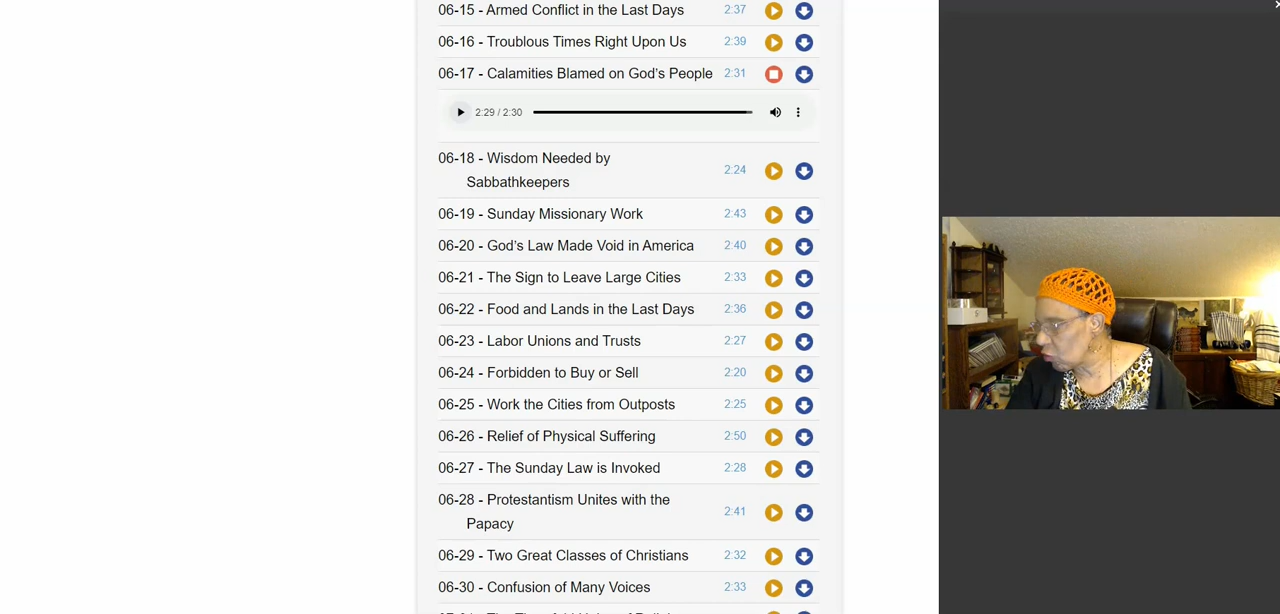 06-15 - Armed Conflict in the Last Days 2:37
06-16 - Troublous Times Right Upon Us 2:39
06-17 - Calamities Blamed on God's People 2:31
2:29 / 2:30
06-18 - Wisdom Needed by
Sabbathkeepers 2:24
06-19 - Sunday Missionary Work 2:43
06-20 - God's Law Made Void in America 2:40
06-21 - The Sign to Leave Large Cities 2:33
06-22 - Food and Lands in the Last Days 2:36
06-23 - Labor Unions and Trusts 2:27
06-24 - Forbidden to Buy or Sell 2:20
06-25 - Work the Cities from Outposts 2:25
06-26 - Relief of Physical Suffering 2:50
06-27 - The Sunday Law is Invoked 2:28
06-28 - Protestantism Unites with the
Papacy 2:41
06-29 - Two Great Classes of Christians 2:32
06-30 - Confusion of Many Voices 2:33